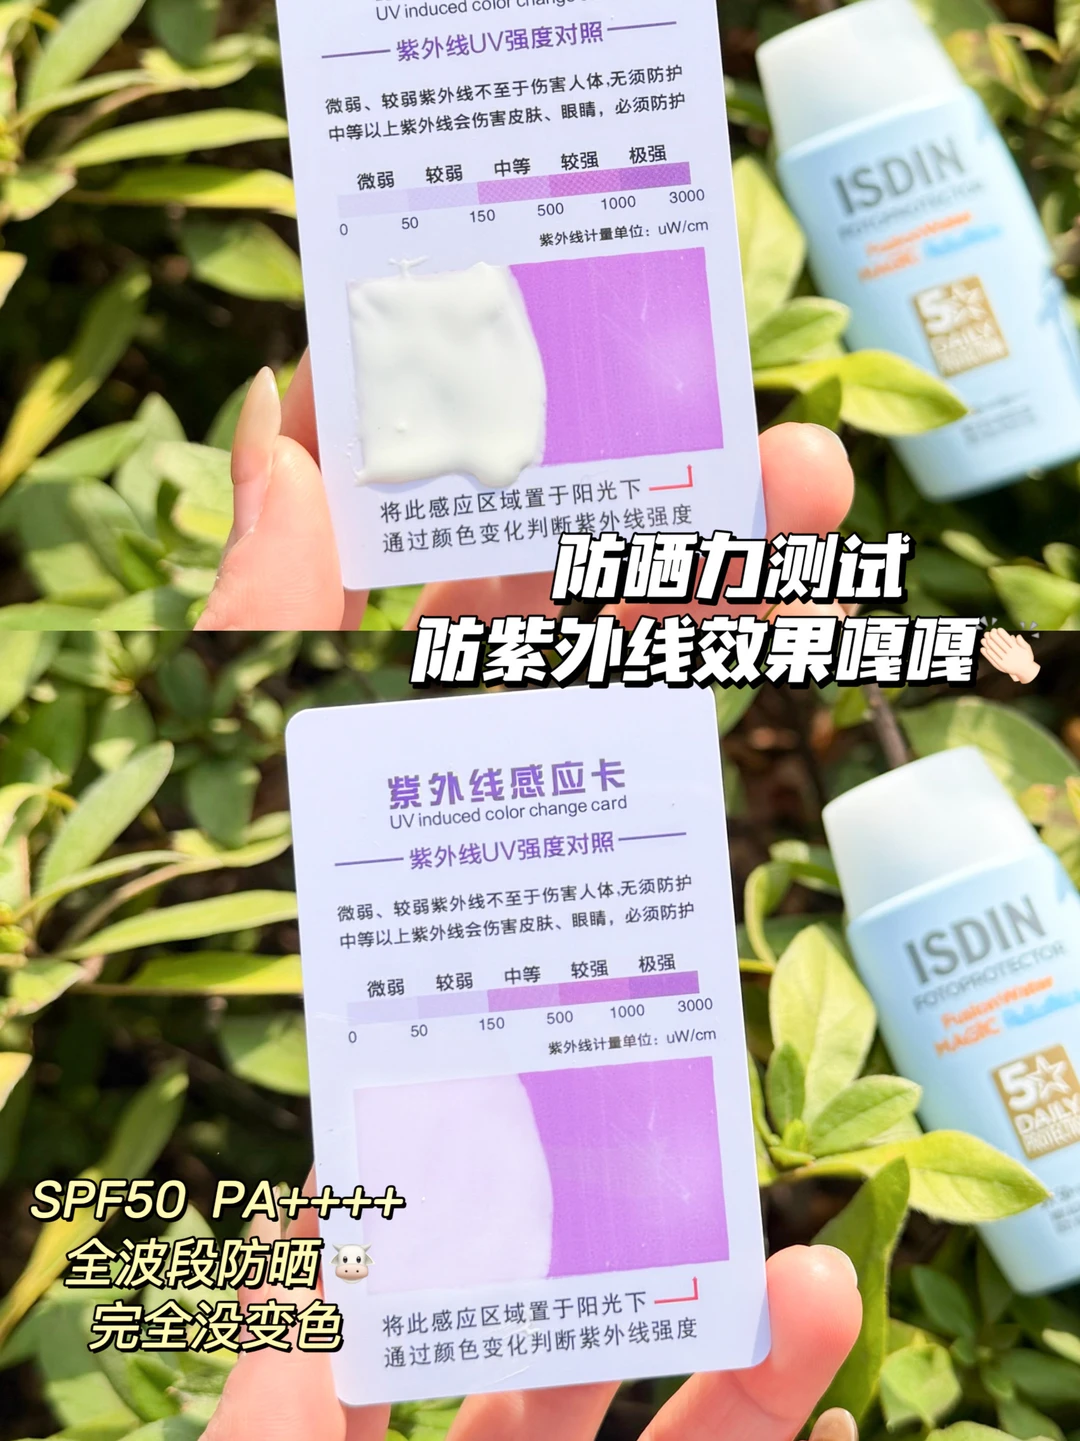 UV induced color change
紫外线UV强度对照
微弱、较弱紫外线不至于伤害人体,无须防护
中等以上紫外线会伤害皮肤、眼睛，必须防护
微弱 较弱 中等 较强 极强
0 50 150 500 1000 3000
紫外线计量单位：uW/cm
将此感应区域置于阳光下
通过颜色变化判断紫外线强度
ISDIN
FOTOPROTECTOR
FusionWater
MAGIC
50
DAILY
PROTECTION
防晒力测试
防紫外线效果嘎嘎👏🏻
紫外线感应卡
UV induced color change card
紫外线UV强度对照
微弱、较弱紫外线不至于伤害人体,无须防护
中等以上紫外线会伤害皮肤、眼睛，必须防护
微弱 较弱 中等 较强 极强
0 50 150 500 1000 3000
紫外线计量单位：uW/cm
将此感应区域置于阳光下
通过颜色变化判断紫外线强度
ISDIN
FOTOPROTECTOR
FusionWater
MAGIC
50
DAILY
SPF50 PA++++
全波段防晒🐮
完全没变色